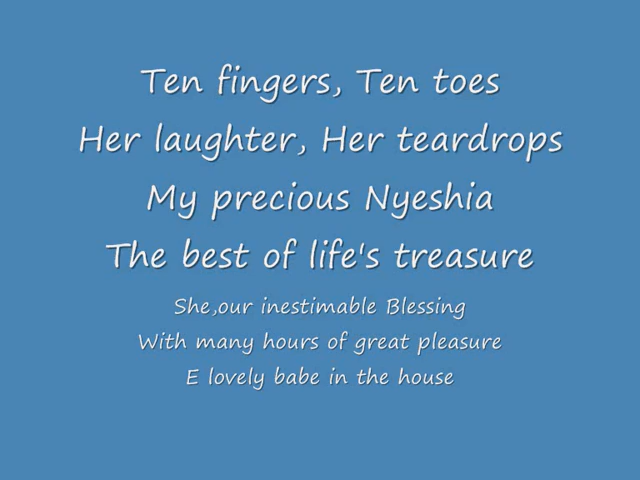 Ten fingers, Ten toes
Her laughter, Her teardrops
My precious Nyeshia
The best of life's treasure
She,our inestimable Blessing
With many hours of great pleasure
E lovely babe in the house